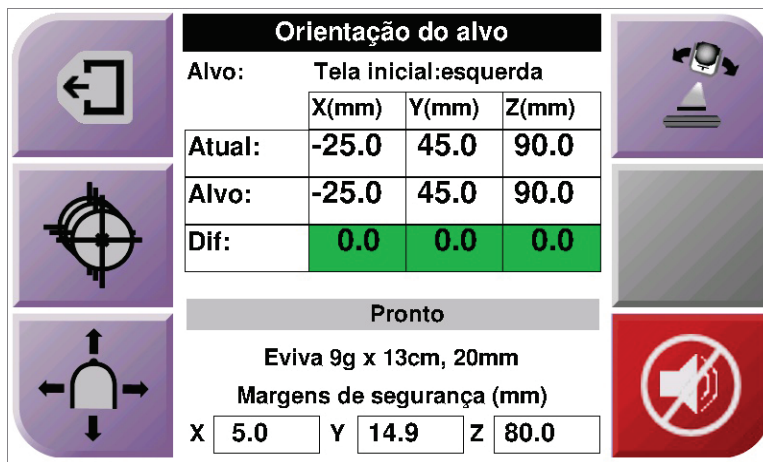 Orientação do alvo
Alvo: Tela inicial:esquerda
X(mm) Y(mm) Z(mm)
Atual: -25.0 45.0 90.0
Alvo: -25.0 45.0 90.0
Dif: 0.0 0.0 0.0
Pronto
Eviva 9g x 13cm, 20mm
Margens de segurança (mm)
X 5.0 Y 14.9 Z 80.0